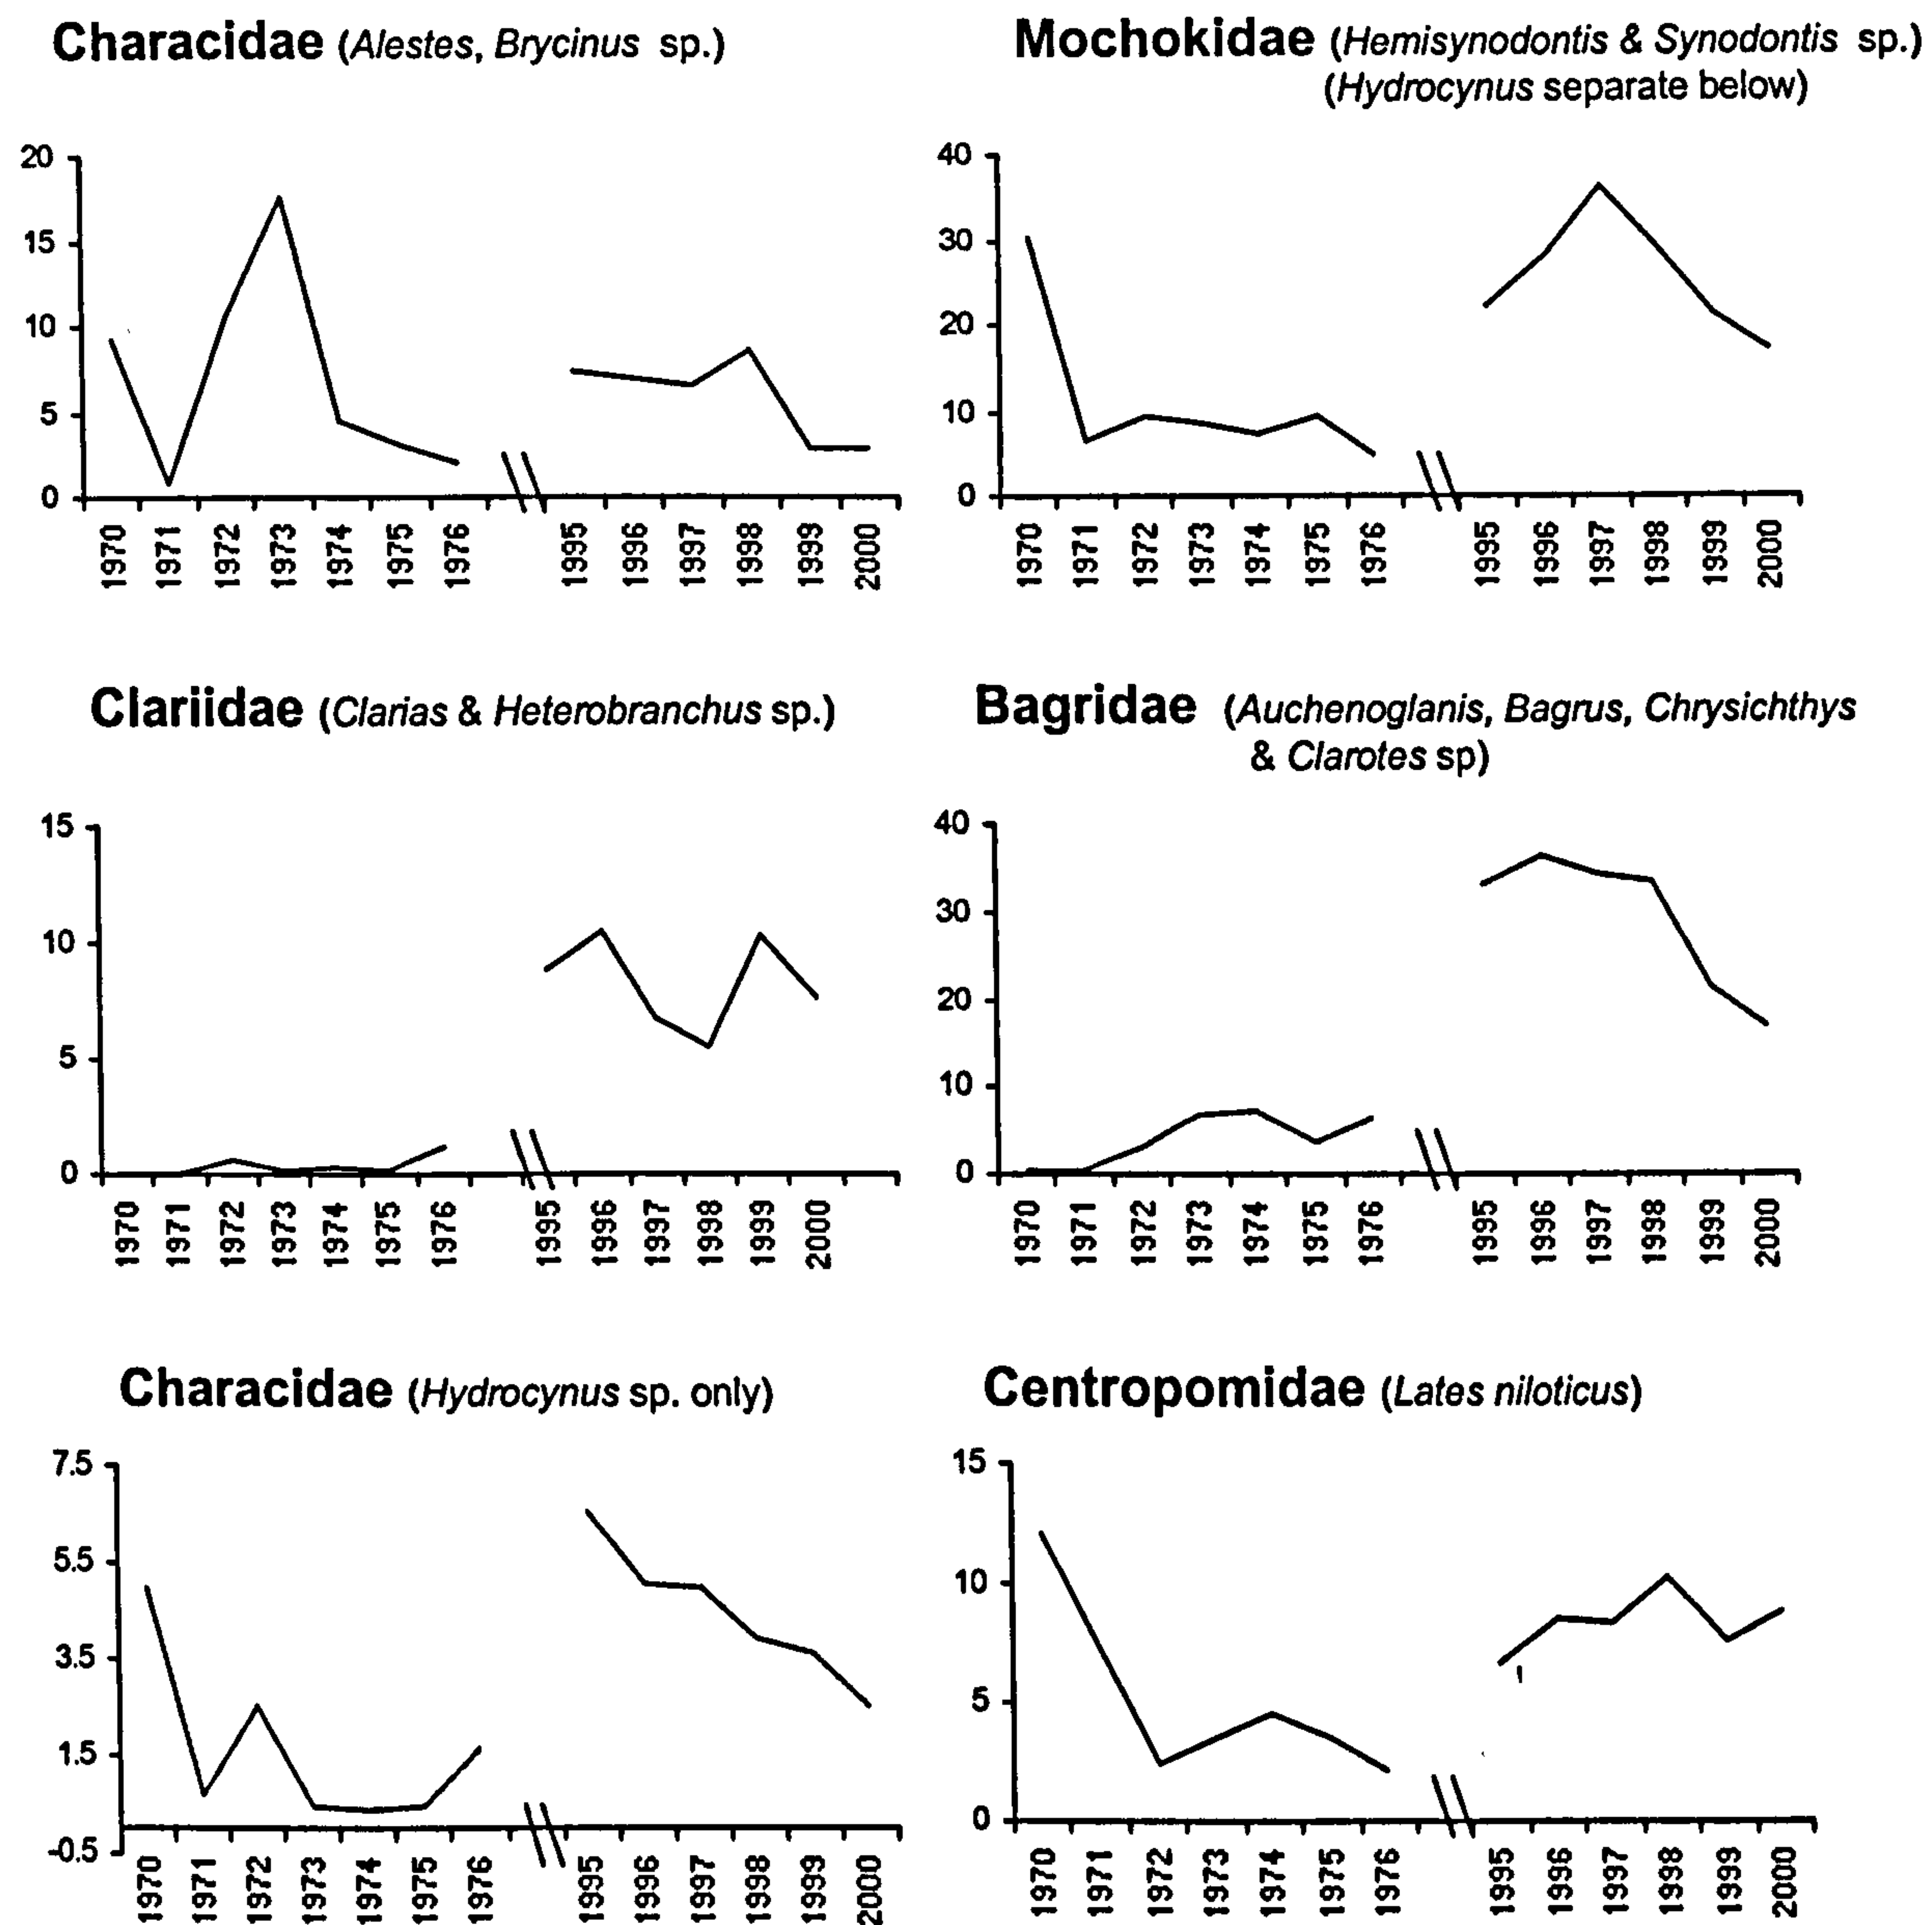 Characidae (Alestes, Brycinus sp.)
20
15
10
5
0
1970 1971 1972 1973 1974 1975 1976 1995 1996 1997 1998 1999 2000
Mochokidae (Hemisynodontis & Synodontis sp.)
(Hydrocynus separate below)
40
30
20
10
0
1970 1971 1972 1973 1974 1975 1976 1995 1996 1997 1998 1999 2000
Clariidae (Clarias & Heterobranchus sp.)
15
10
5
0
1970 1971 1972 1973 1974 1975 1976 1995 1996 1997 1998 1999 2000
Bagridae (Auchenoglanis, Bagrus, Chrysichthys
& Clarotes sp)
40
30
20
10
0
1970 1971 1972 1973 1974 1975 1976 1995 1996 1997 1998 1999 2000
Characidae (Hydrocynus sp. only)
7.5
5.5
3.5
1.5
-0.5
1970 1971 1972 1973 1974 1975 1976 1995 1996 1997 1998 1999 2000
Centropomidae (Lates niloticus)
15
10
5
0
1970 1971 1972 1973 1974 1975 1976 1995 1996 1997 1998 1999 2000